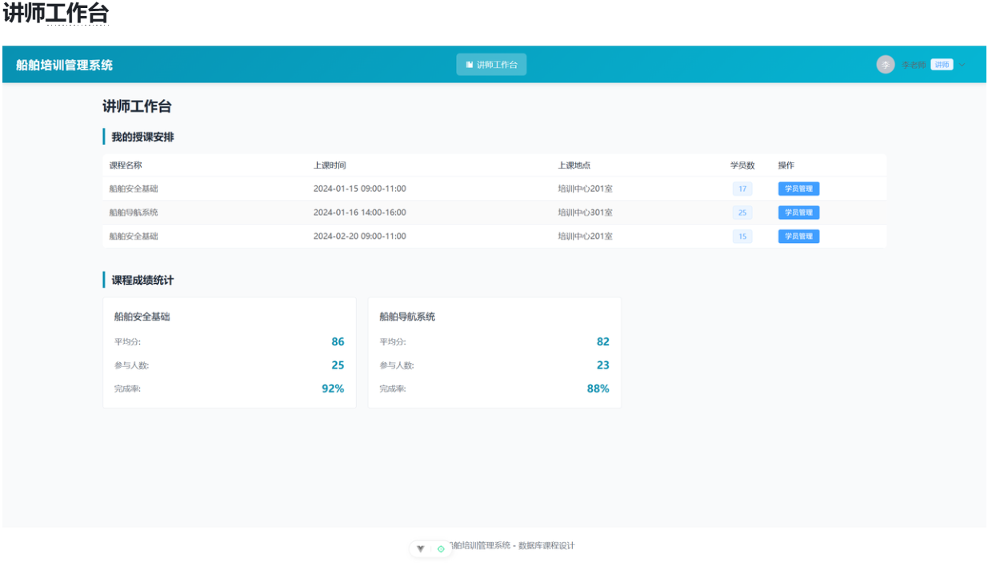 讲师工作台
船舶培训管理系统 讲师工作台 李 李老师 讲师
讲师工作台
我的授课安排
课程名称 上课时间 上课地点 学员数 操作
船舶安全基础 2024-01-15 09:00-11:00 培训中心201室 17 学员管理
船舶导航系统 2024-01-16 14:00-16:00 培训中心301室 25 学员管理
船舶安全基础 2024-02-20 09:00-11:00 培训中心201室 15 学员管理
课程成绩统计
船舶安全基础 船舶导航系统
平均分: 86 平均分: 82
参与人数: 25 参与人数: 23
完成率: 92% 完成率: 88%
船舶培训管理系统 - 数据库课程设计